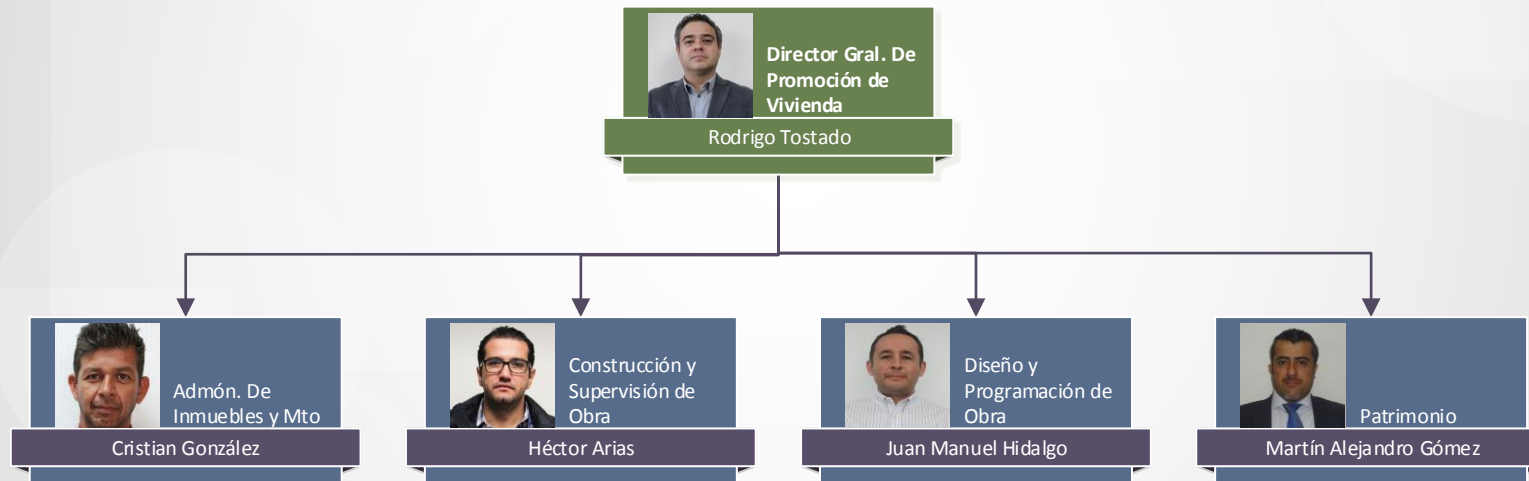 Director Gral. De
Promoción de
Vivienda
Rodrigo Tostado
Admón. De
Inmuebles y Mto
Cristian González
Construcción y
Supervisión de
Obra
Héctor Arias
Diseño y
Programación de
Obra
Juan Manuel Hidalgo
Patrimonio
Martín Alejandro Gómez